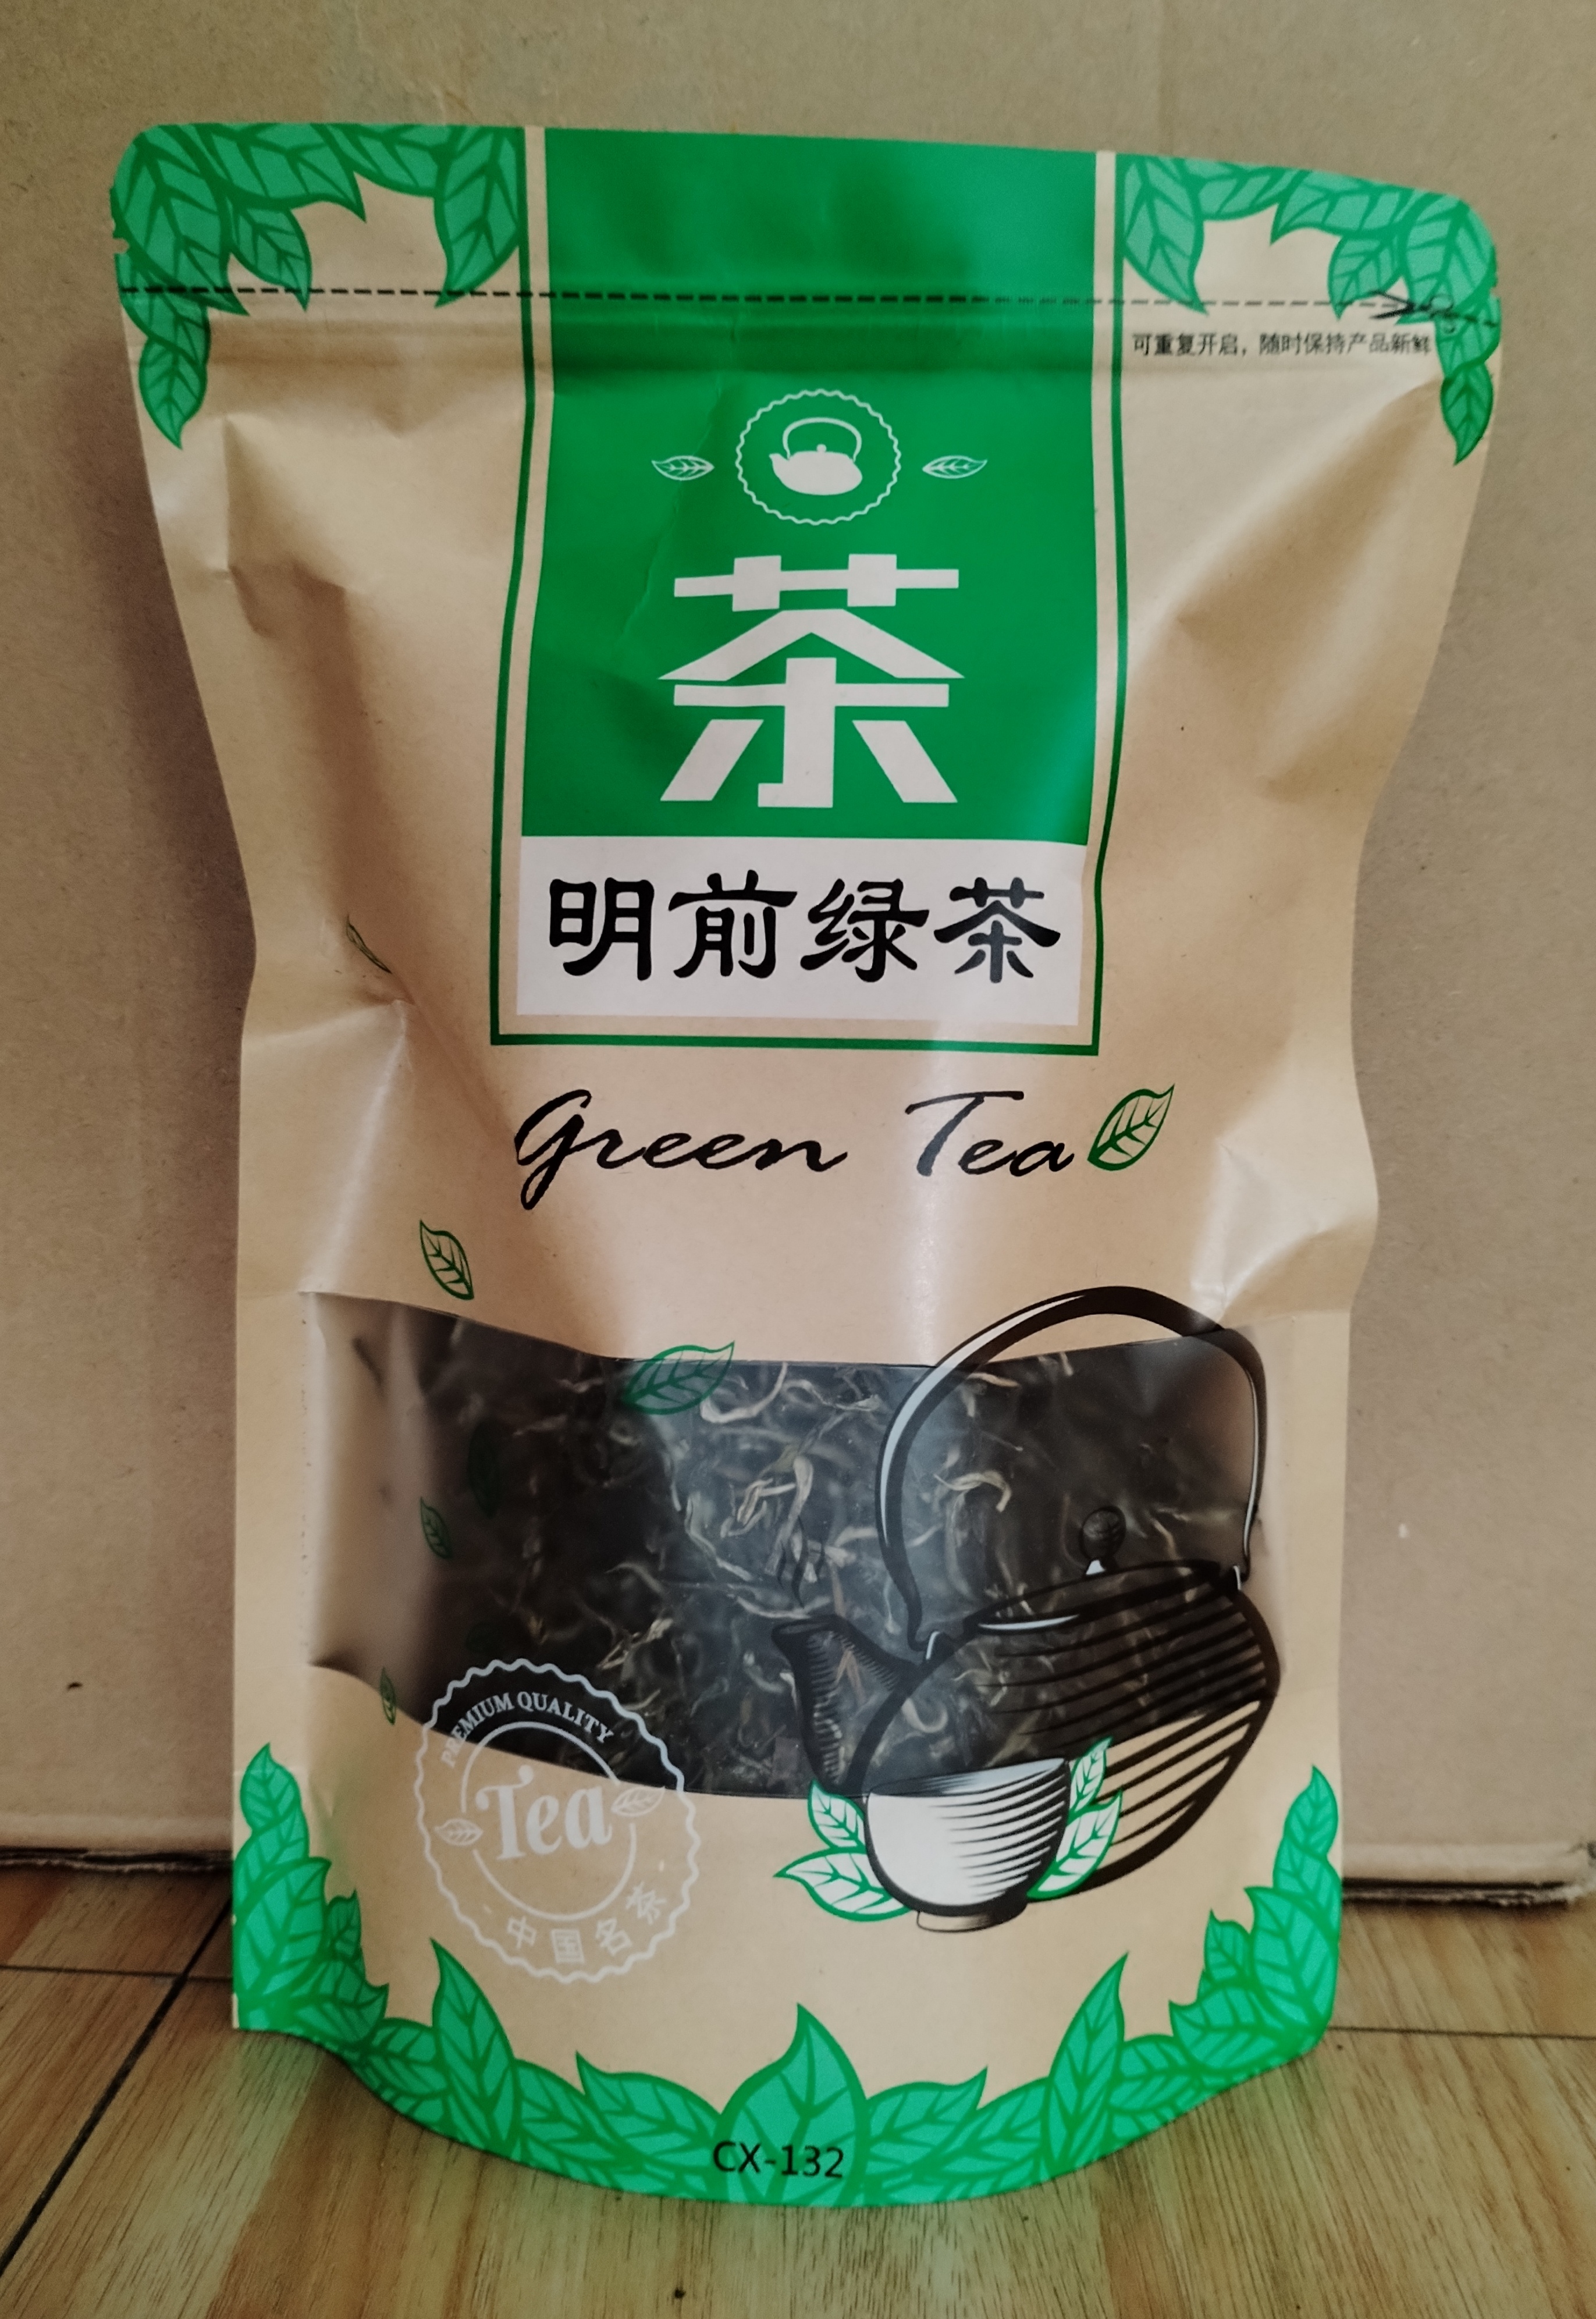 可重复开启，随时保持产品新鲜
茶
明前绿茶
Green Tea
PREMIUM QUALITY
Tea
中国名茶
CX-132